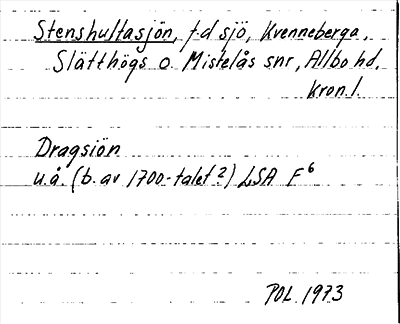 Stenshultasjön, f.d sjö, Kvenneberga,
Slätthögs o. Mistelås snr, Allbo hd,
Kron.l.
Dragsiön
u.å. (b. av 1700-talet?) LSA F6
POL. 1973